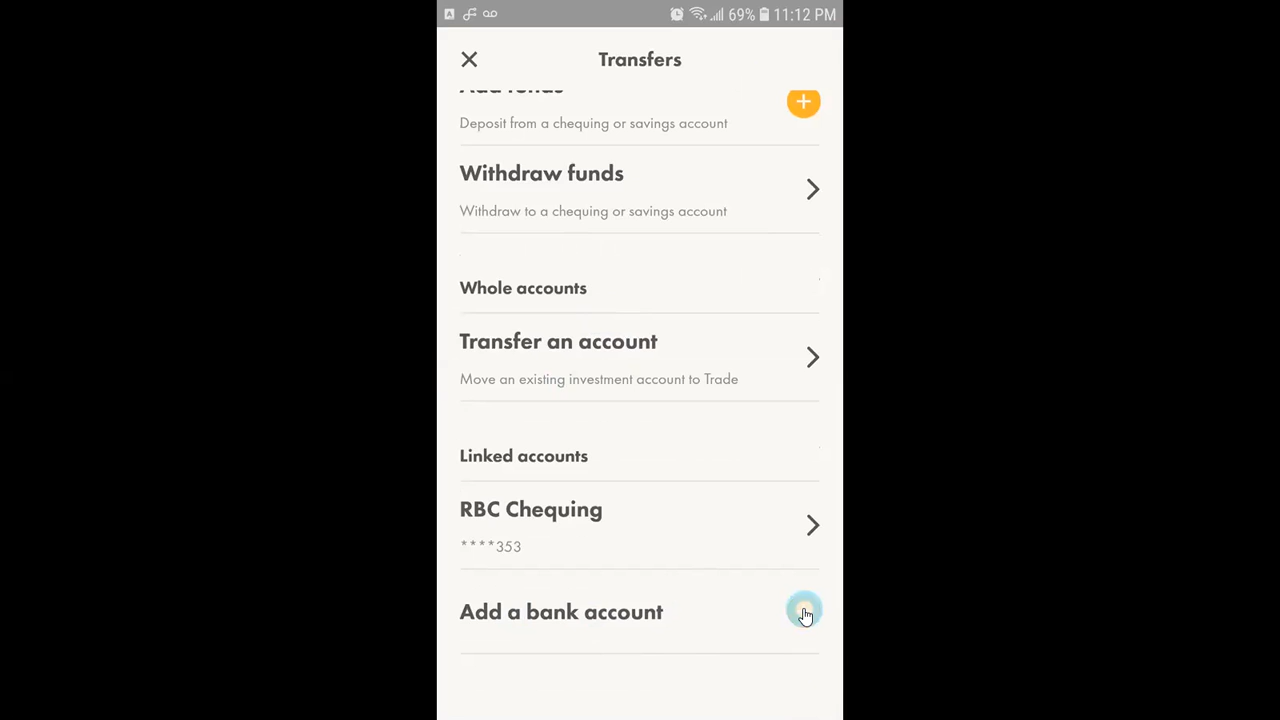 69% 11:12 PM
Transfers
Add funds
Deposit from a chequing or savings account
Withdraw funds
Withdraw to a chequing or savings account
Whole accounts
Transfer an account
Move an existing investment account to Trade
Linked accounts
RBC Chequing
****353
Add a bank account